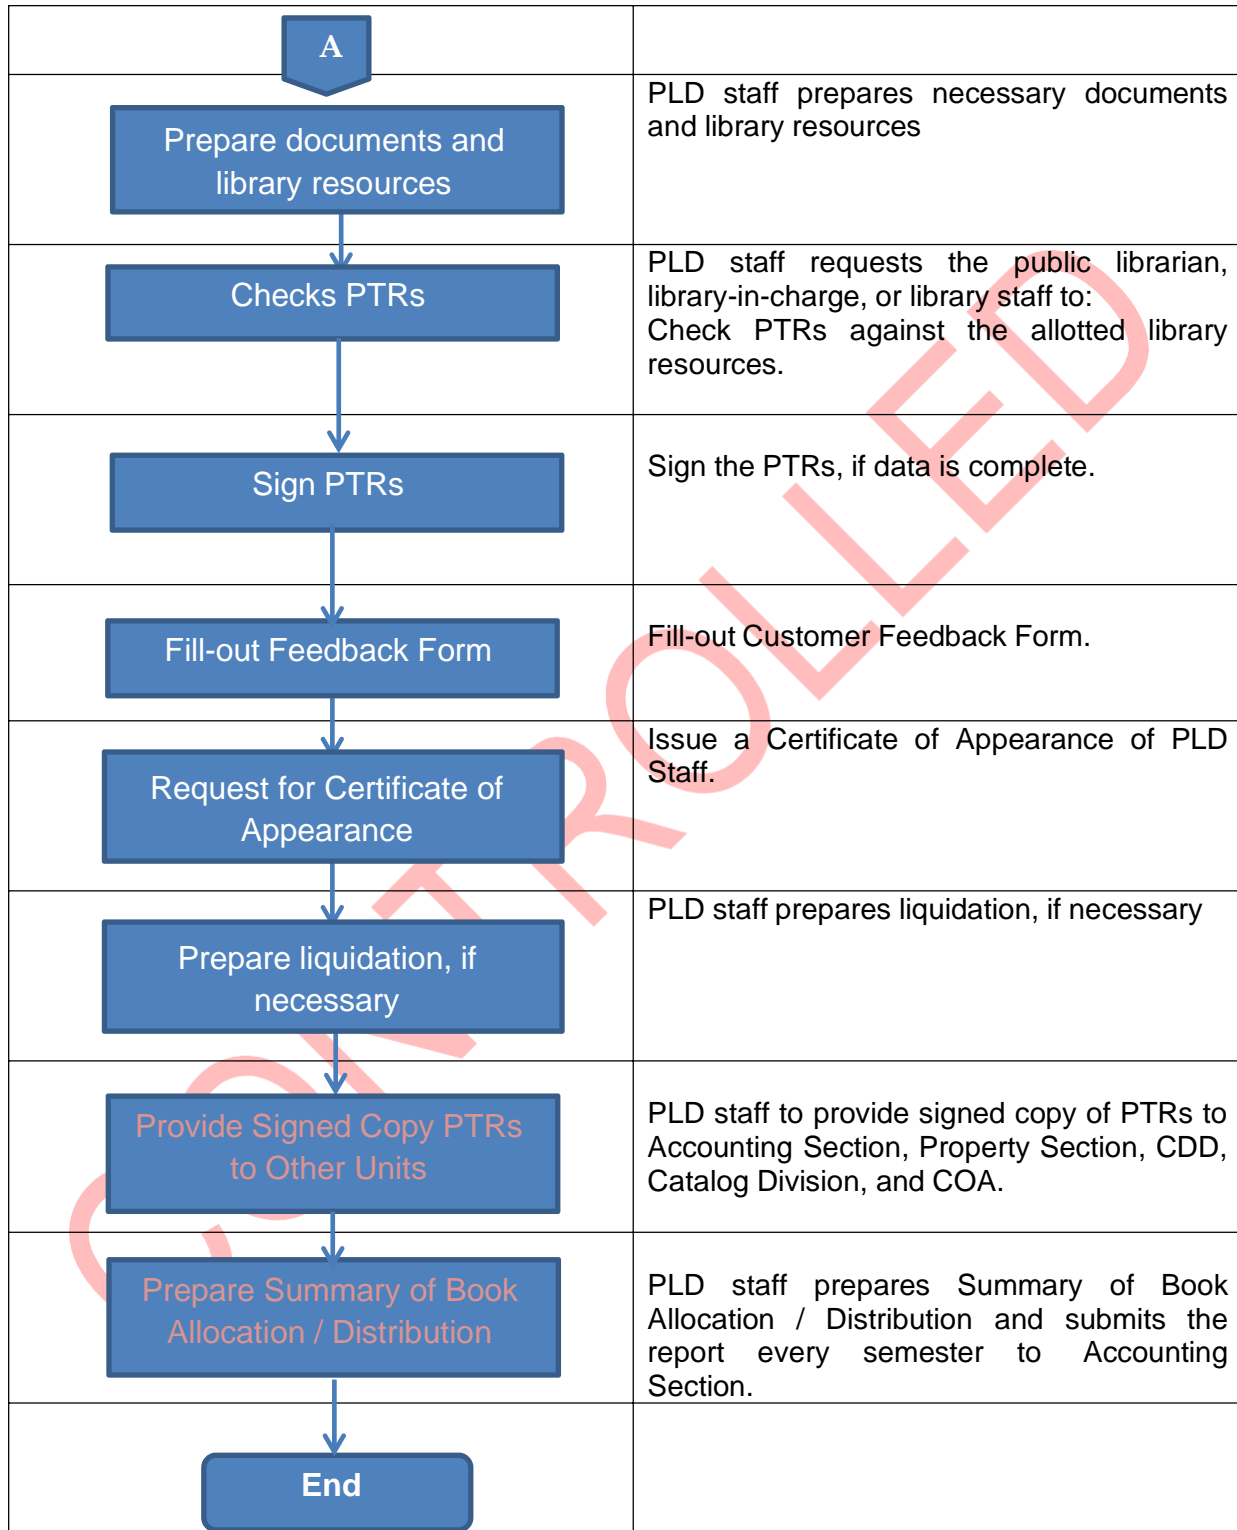 A
Prepare documents and
library resources
PLD staff prepares necessary documents
and library resources
Checks PTRs
PLD staff requests the public librarian,
library-in-charge, or library staff to:
Check PTRs against the allotted library
resources.
Sign PTRs
Sign the PTRs, if data is complete.
Fill-out Feedback Form
Fill-out Customer Feedback Form.
Request for Certificate of
Appearance
Issue a Certificate of Appearance of PLD
Staff.
Prepare liquidation, if
necessary
PLD staff prepares liquidation, if necessary
Provide Signed Copy PTRs
to Other Units
PLD staff to provide signed copy of PTRs to
Accounting Section, Property Section, CDD,
Catalog Division, and COA.
Prepare Summary of Book
Allocation / Distribution
PLD staff prepares Summary of Book
Allocation / Distribution and submits the
report every semester to Accounting
Section.
End
CONTROLLED